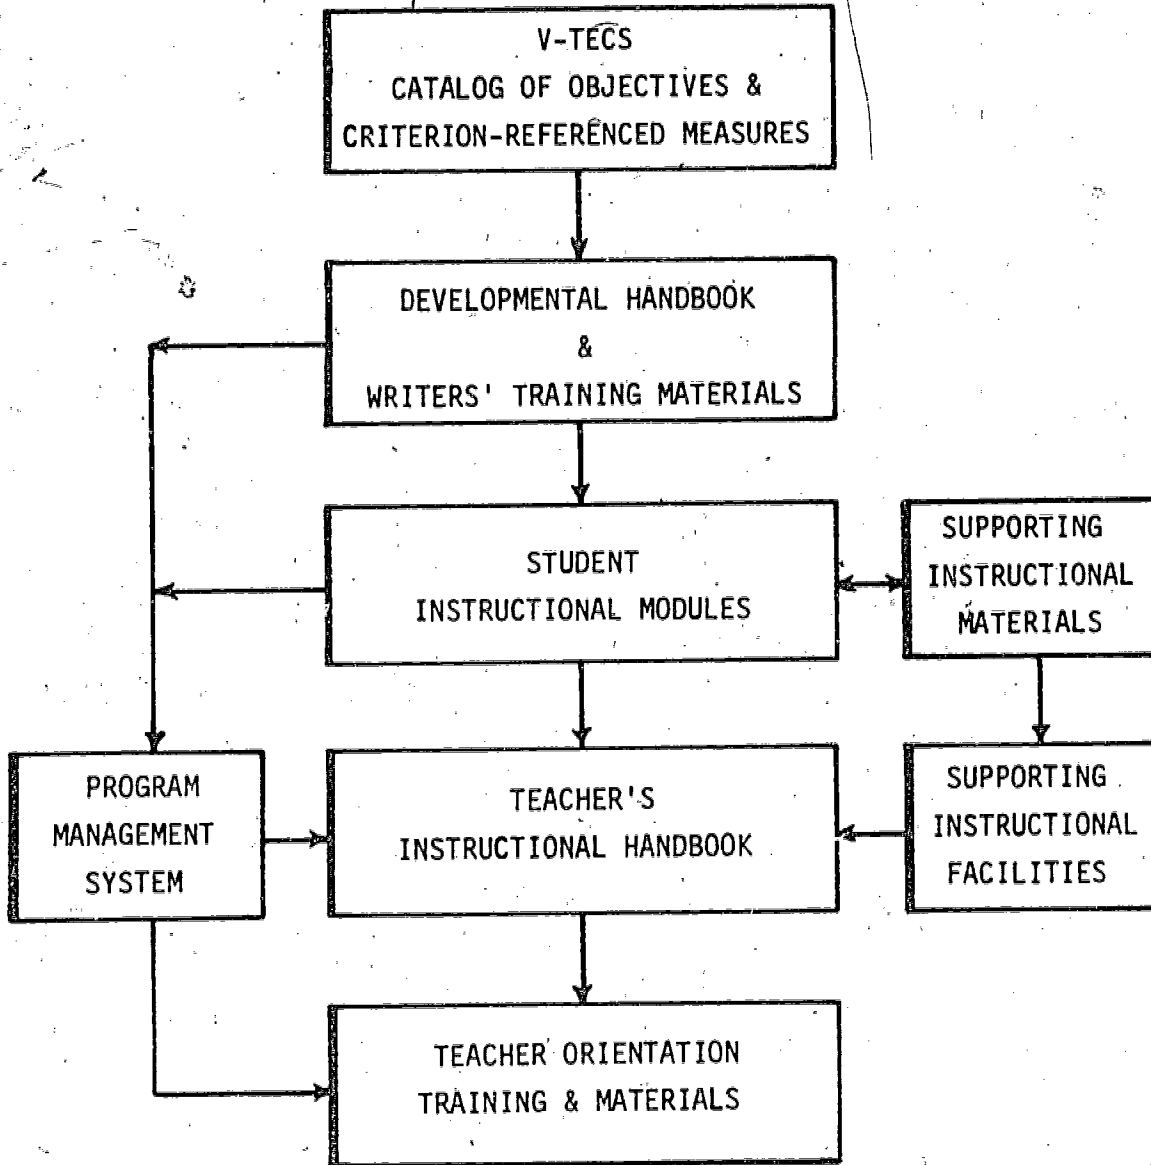 V-TECS
CATALOG OF OBJECTIVES &
CRITERION-REFERENCED MEASURES
DEVELOPMENTAL HANDBOOK
&
WRITERS' TRAINING MATERIALS
STUDENT
INSTRUCTIONAL MODULES
SUPPORTING
INSTRUCTIONAL
MATERIALS
PROGRAM
MANAGEMENT
SYSTEM
TEACHER'S
INSTRUCTIONAL HANDBOOK
SUPPORTING
INSTRUCTIONAL
FACILITIES
TEACHER ORIENTATION
TRAINING & MATERIALS